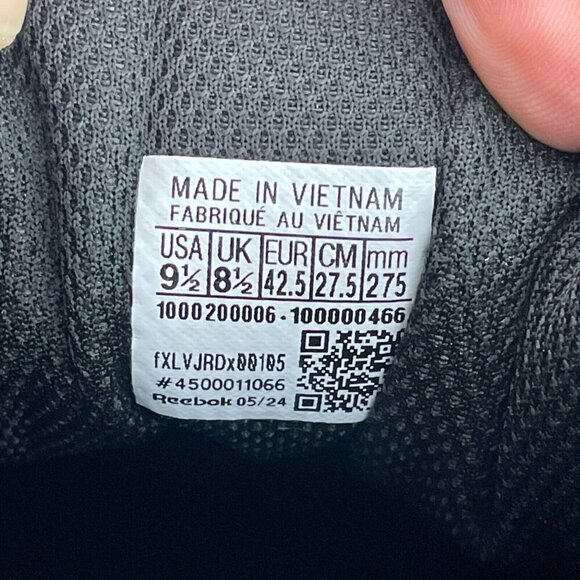 MADE IN VIETNAM
FABRIQUÉ AU VIÊTNAM
USA UK EUR CM mm
9½ 8½ 42.5 27.5 275
1000200006-100000466
fXLVJRDx00105
#4500011066
Reebok 05/24